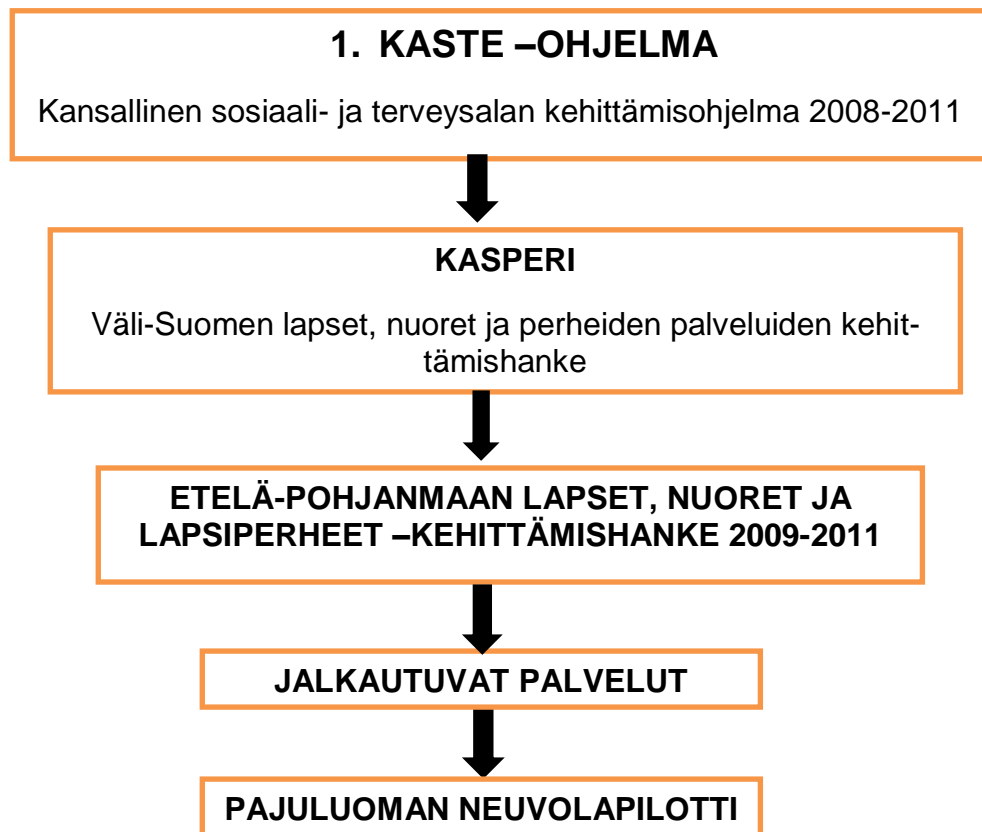 1. KASTE –OHJELMA
Kansallinen sosiaali- ja terveysalan kehittämisohjelma 2008-2011
KASPERI
Väli-Suomen lapset, nuoret ja perheiden palveluiden kehit-
tämishanke
ETELÄ-POHJANMAAN LAPSET, NUORET JA
LAPSIPERHEET –KEHITTÄMISHANKE 2009-2011
JALKAUTUVAT PALVELUT
PAJULUOMAN NEUVOLAPILOTTI